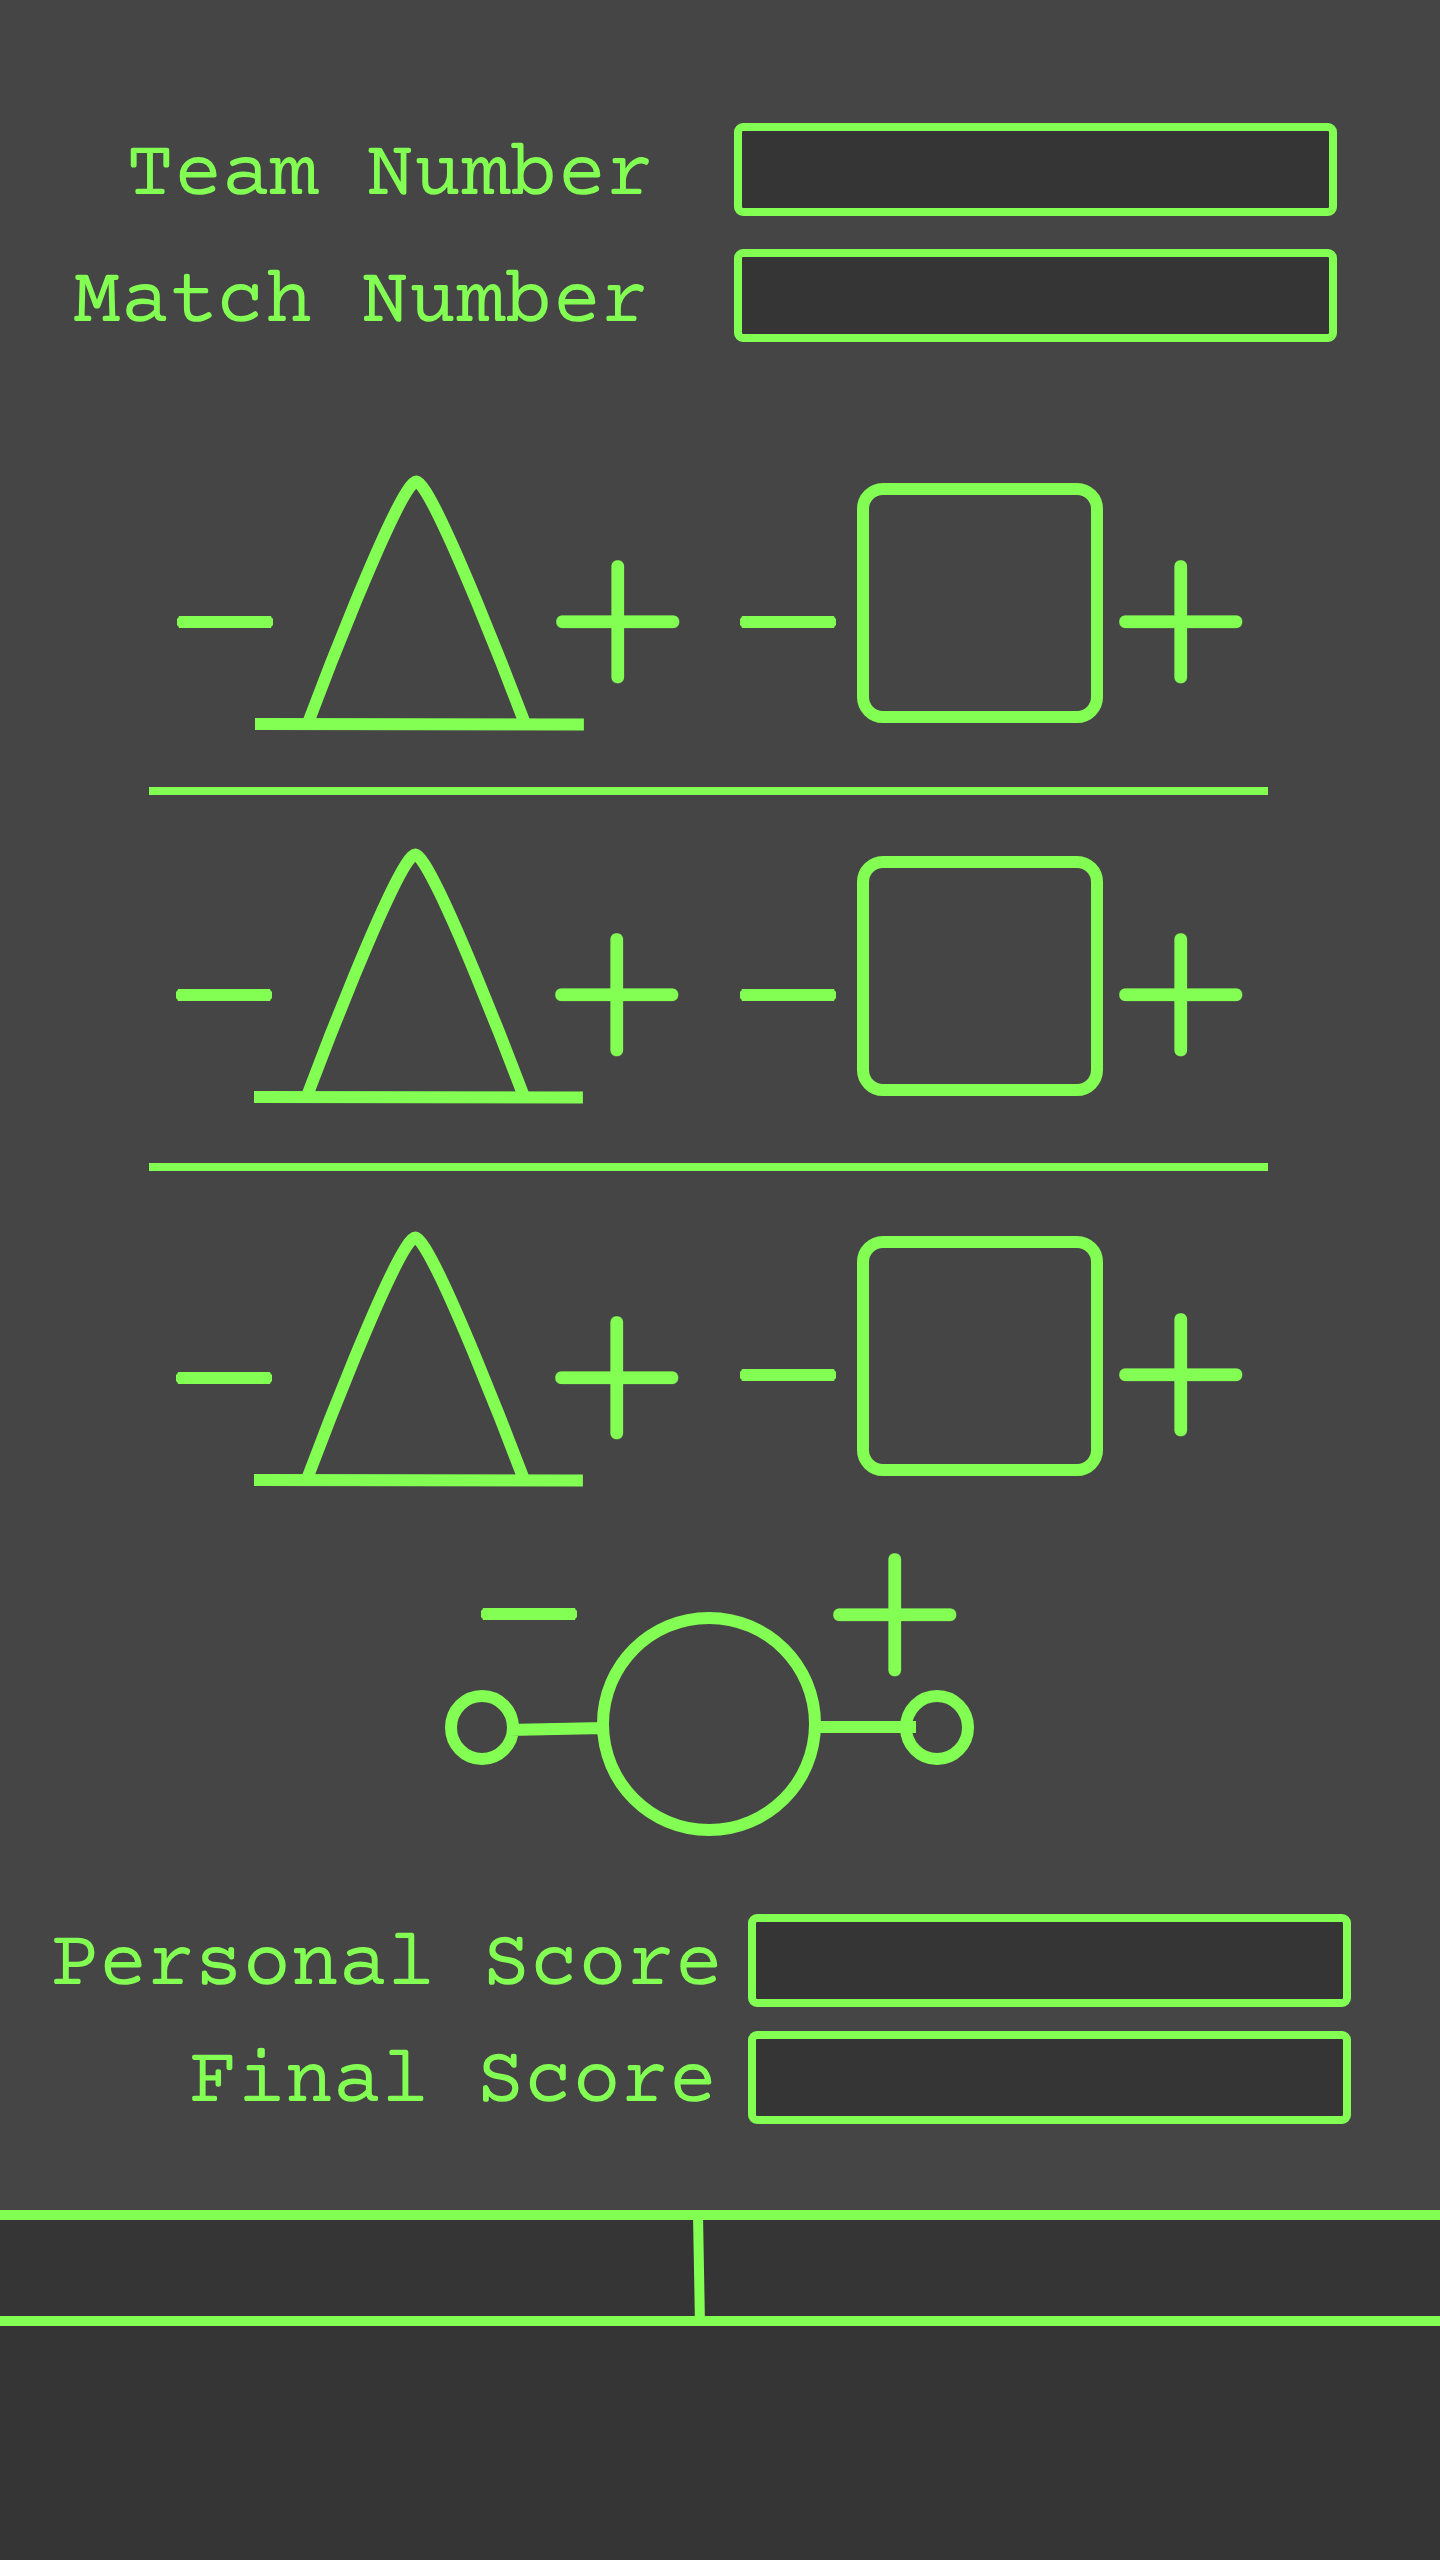 Team Number
Match Number
− + − +
− + − +
− + − +
− +
Personal Score
Final Score